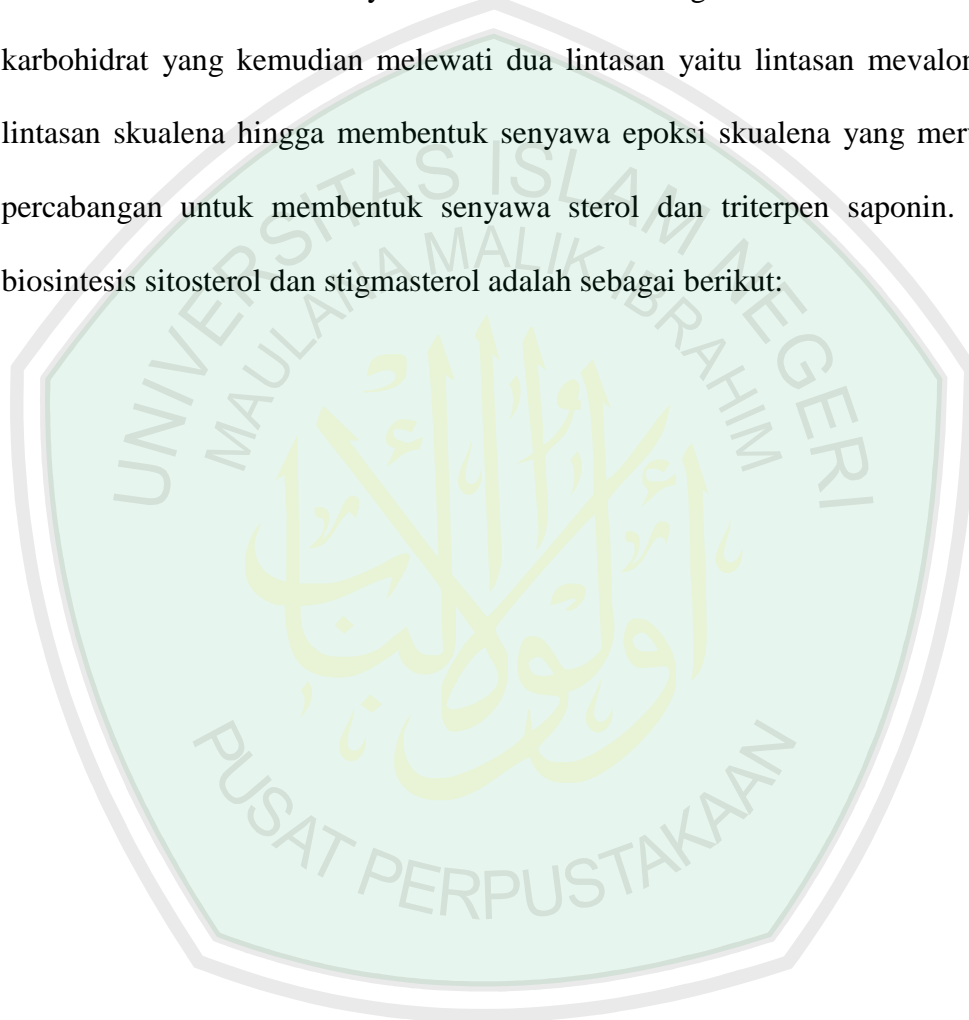 karbohidrat yang kemudian melewati dua lintasan yaitu lintasan
lintasan skualena hingga membentuk senyawa epoksi skualena yang
percabangan untuk membentuk senyawa sterol dan triterpen saponin.
biosintesis sitosterol dan stigmasterol adalah sebagai berikut:
UNIVERSITAS ISLAM NEGERI
MAULANA MALIK IBRAHIM
PUSAT PERPUSTAKAAN